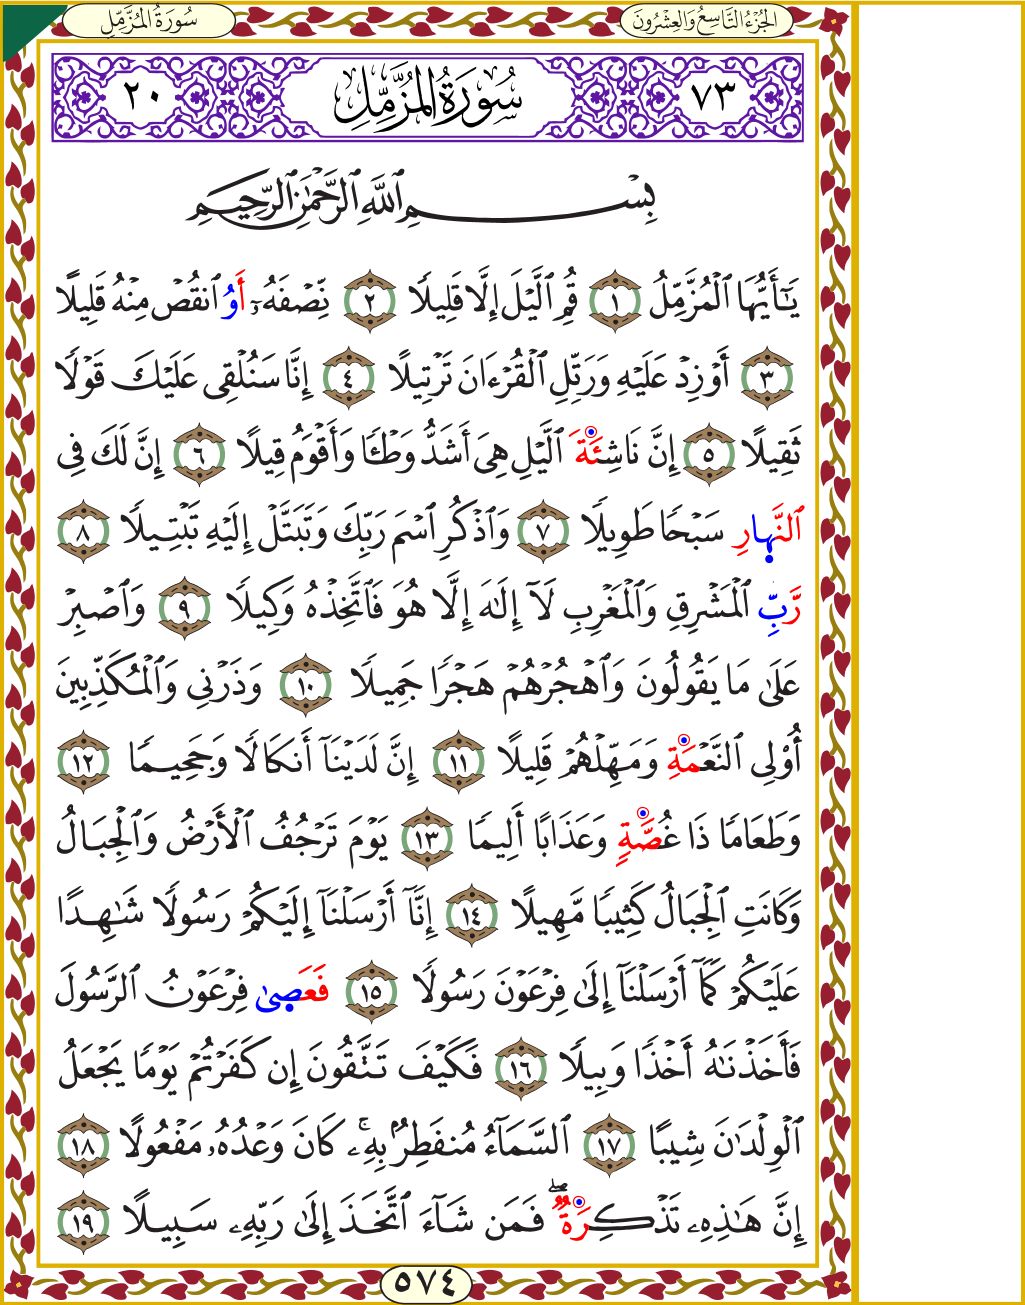 الجُزْءُ التَّاسِعُ وَالعِشْرُونَ
سُورَةُ المُزَّمِّل
٧٣ سُورَةُ المُزَّمِّل ٢٠
بِسْمِ ٱللَّهِ ٱلرَّحْمَٰنِ ٱلرَّحِيمِ
يَٰٓأَيُّهَا ٱلْمُزَّمِّلُ ١ قُمِ ٱلَّيْلَ إِلَّا قَلِيلًا ٢ نِّصْفَهُۥٓ أَوُ ٱنقُصْ مِنْهُ قَلِيلًا
٣ أَوْ زِدْ عَلَيْهِ وَرَتِّلِ ٱلْقُرْءَانَ تَرْتِيلًا ٤ إِنَّا سَنُلْقِى عَلَيْكَ قَوْلًا
ثَقِيلًا ٥ إِنَّ نَاشِئَةَ ٱلَّيْلِ هِىَ أَشَدُّ وَطْـًٔا وَأَقْوَمُ قِيلًا ٦ إِنَّ لَكَ فِى
ٱلنَّهَارِ سَبْحًا طَوِيلًا ٧ وَٱذْكُرِ ٱسْمَ رَبِّكَ وَتَبَتَّلْ إِلَيْهِ تَبْتِيلًا ٨
رَّبِّ ٱلْمَشْرِقِ وَٱلْمَغْرِبِ لَآ إِلَٰهَ إِلَّا هُوَ فَٱتَّخِذْهُ وَكِيلًا ٩ وَٱصْبِرْ
عَلَىٰ مَا يَقُولُونَ وَٱهْجُرْهُمْ هَجْرًا جَمِيلًا ١٠ وَذَرْنِى وَٱلْمُكَذِّبِينَ
أُو۟لِى ٱلنَّعْمَةِ وَمَهِّلْهُمْ قَلِيلًا ١١ إِنَّ لَدَيْنَآ أَنكَالًا وَجَحِيمًا ١٢
وَطَعَامًا ذَا غُصَّةٍ وَعَذَابًا أَلِيمًا ١٣ يَوْمَ تَرْجُفُ ٱلْأَرْضُ وَٱلْجِبَالُ
وَكَانَتِ ٱلْجِبَالُ كَثِيبًا مَّهِيلًا ١٤ إِنَّآ أَرْسَلْنَآ إِلَيْكُمْ رَسُولًا شَٰهِدًا
عَلَيْكُمْ كَمَآ أَرْسَلْنَآ إِلَىٰ فِرْعَوْنَ رَسُولًا ١٥ فَعَصَىٰ فِرْعَوْنُ ٱلرَّسُولَ
فَأَخَذْنَٰهُ أَخْذًا وَبِيلًا ١٦ فَكَيْفَ تَتَّقُونَ إِن كَفَرْتُمْ يَوْمًا يَجْعَلُ
ٱلْوِلْدَٰنَ شِيبًا ١٧ ٱلسَّمَآءُ مُنفَطِرٌۢ بِهِۦ ۚ كَانَ وَعْدُهُۥ مَفْعُولًا ١٨
إِنَّ هَٰذِهِۦ تَذْكِرَةٌ ۖ فَمَن شَآءَ ٱتَّخَذَ إِلَىٰ رَبِّهِۦ سَبِيلًا ١٩
٥٧٤